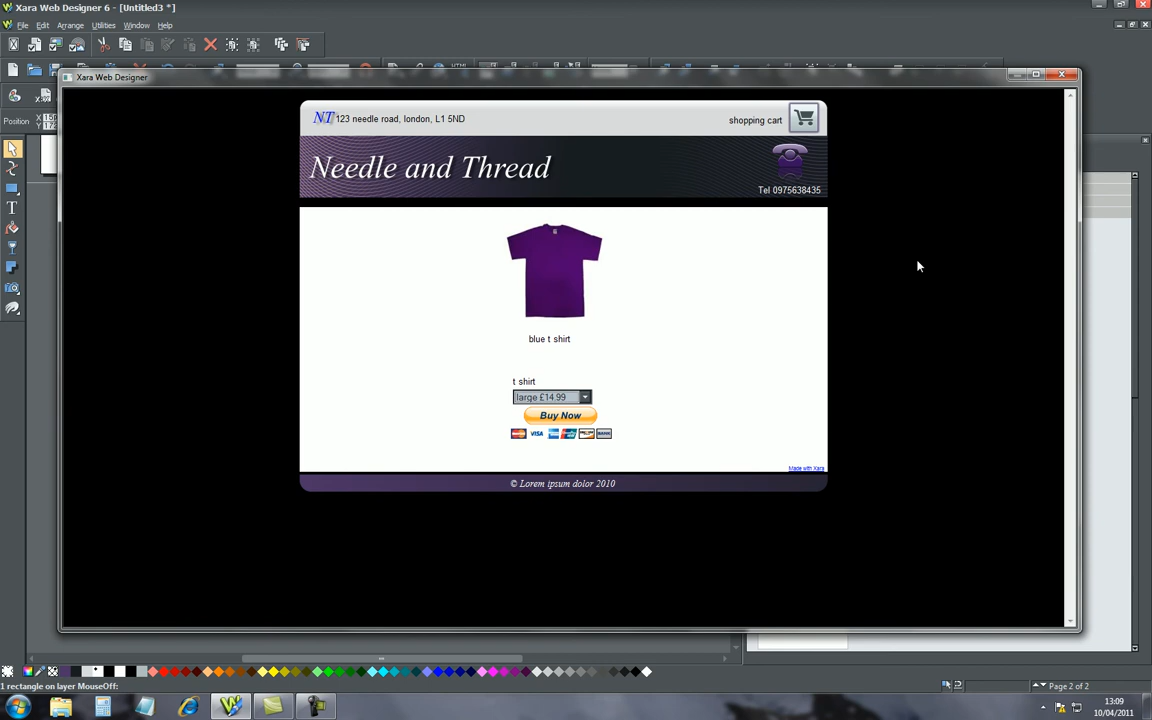 Xara Web Designer 6 - [Untitled3 *]
File Edit Arrange Utilities Window Help
Xara Web Designer
Position
NT 123 needle road, london, L1 5ND
shopping cart
Needle and Thread
Tel 0975638435
blue t shirt
t shirt
large £14.99
Buy Now
VISA
Made with Xara
© Lorem ipsum dolor 2010
1 rectangle on layer MouseOff:
Page 2 of 2
13:09
10/04/2011